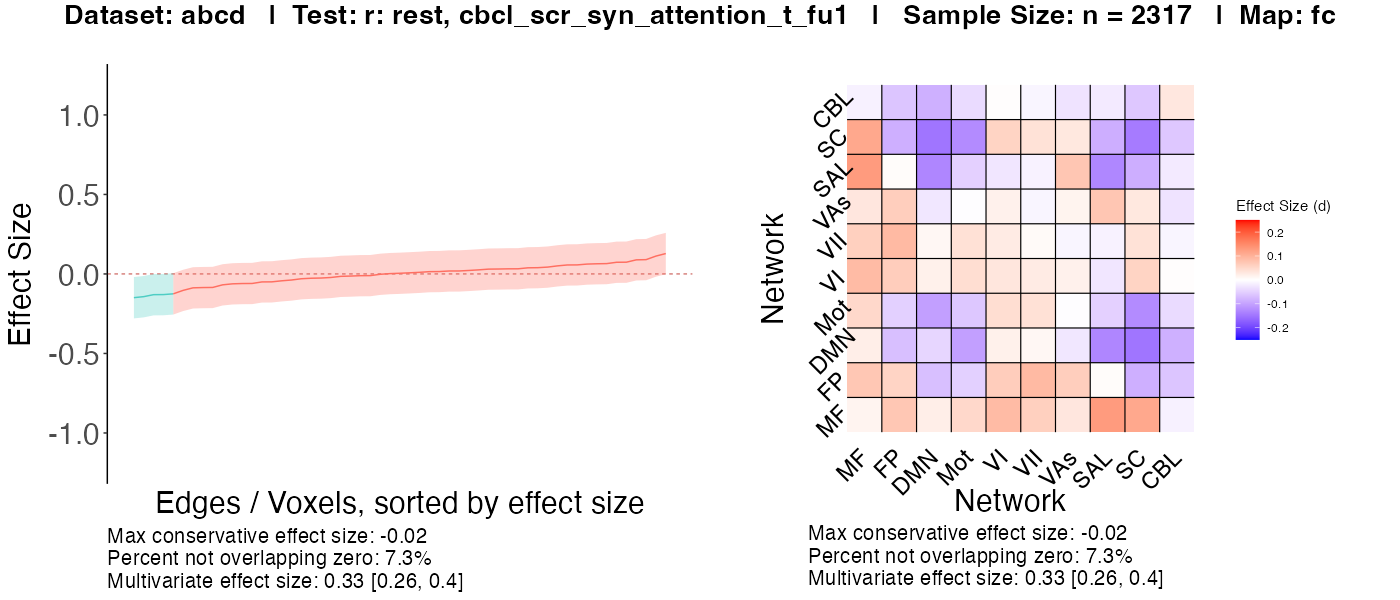 Dataset: abcd | Test: r: rest, cbcl_scr_syn_attention_t_fu1 | Sample Size: n = 2317 | Map: fc
Effect Size
1.0
0.5
0.0
-0.5
-1.0
Edges / Voxels, sorted by effect size
Max conservative effect size: -0.02
Percent not overlapping zero: 7.3%
Multivariate effect size: 0.33 [0.26, 0.4]
Network
CBL
SC
SAL
VAs
VII
VI
Mot
DMN
FP
MF
MF FP DMN Mot VI VII VAs SAL SC CBL
Network
Max conservative effect size: -0.02
Percent not overlapping zero: 7.3%
Multivariate effect size: 0.33 [0.26, 0.4]
Effect Size (d)
0.2
0.1
0.0
-0.1
-0.2